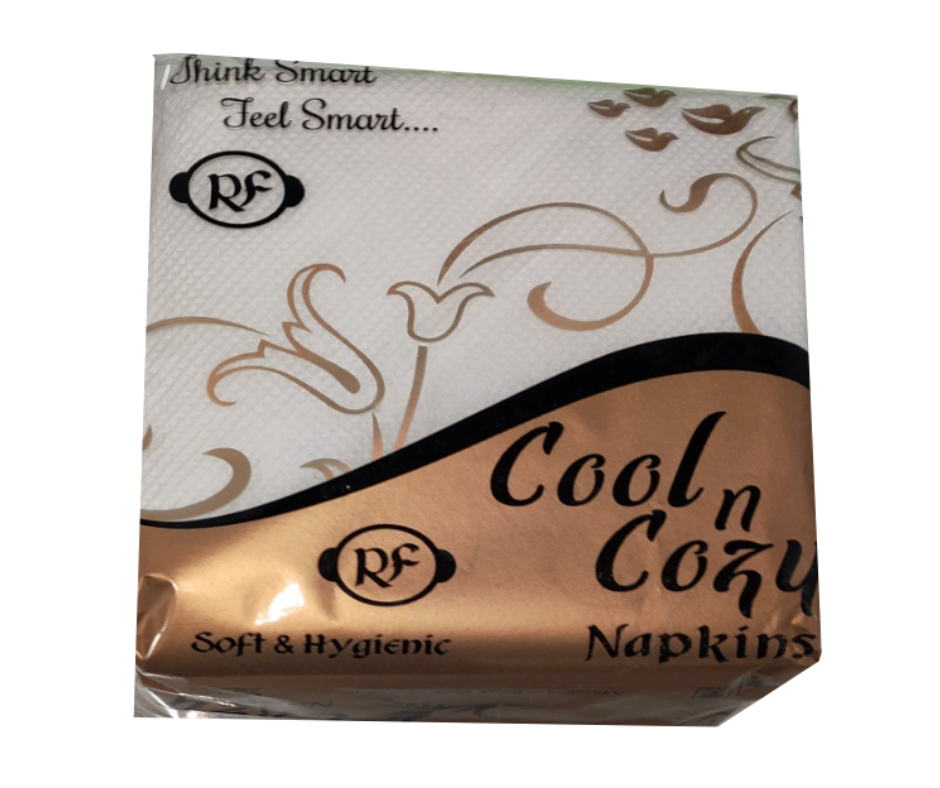 Think Smart
Feel Smart....
RF
Cool n
Cozy
RF
Soft & Hygienic
Napkins